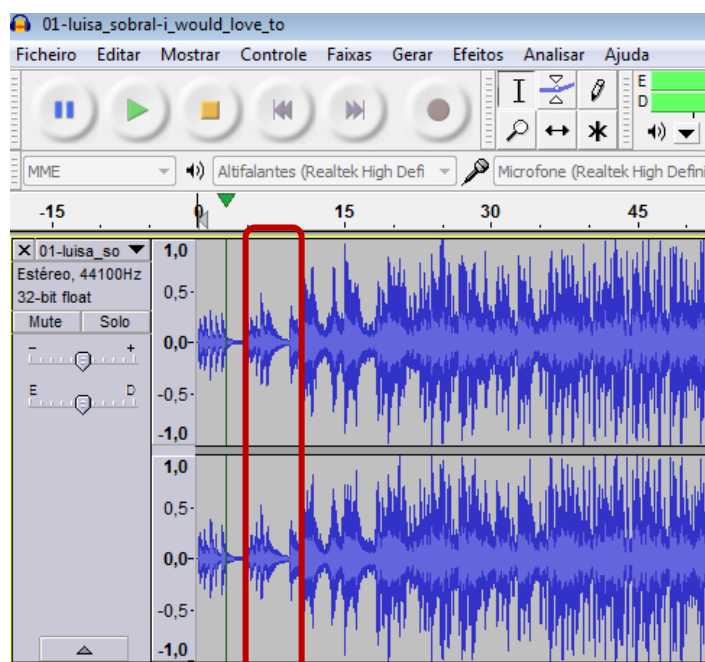 01-luisa_sobral-i_would_love_to
Ficheiro Editar Mostrar Controle Faixas Gerar Efeitos Analisar Ajuda
E
D
MME Altifalantes (Realtek High Defi Microfone (Realtek High Defini
-15 0 15 30 45
01-luisa_so
Estéreo, 44100Hz
32-bit float
Mute Solo
- +
E D
1,0
0,5
0,0
-0,5
-1,0
1,0
0,5
0,0
-0,5
-1,0